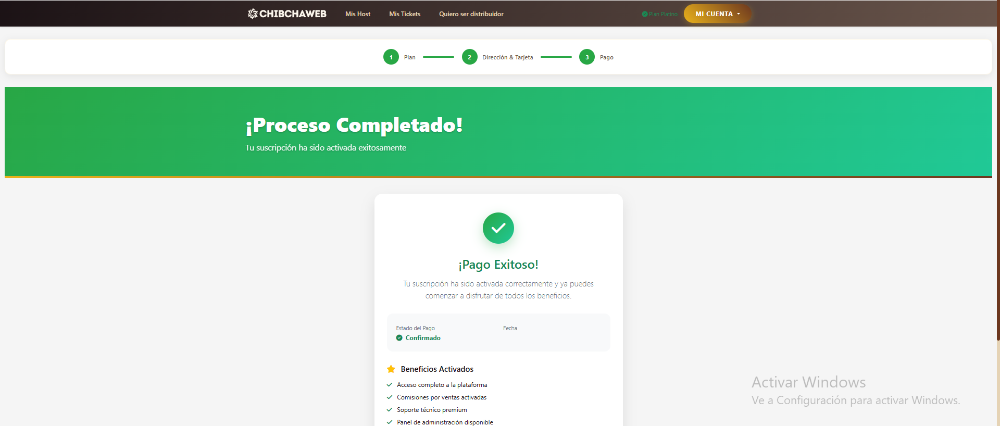 CHIBCHAWEB
Mis Host
Mis Tickets
Quiero ser distribuidor
Plan Platino
MI CUENTA
1 Plan
2 Dirección & Tarjeta
3 Pago
¡Proceso Completado!
Tu suscripción ha sido activada exitosamente
¡Pago Exitoso!
Tu suscripción ha sido activada correctamente y ya puedes
comenzar a disfrutar de todos los beneficios.
Estado del Pago
Confirmado
Fecha
Beneficios Activados
Acceso completo a la plataforma
Comisiones por ventas activadas
Soporte técnico premium
Panel de administración disponible
Activar Windows
Ve a Configuración para activar Windows.